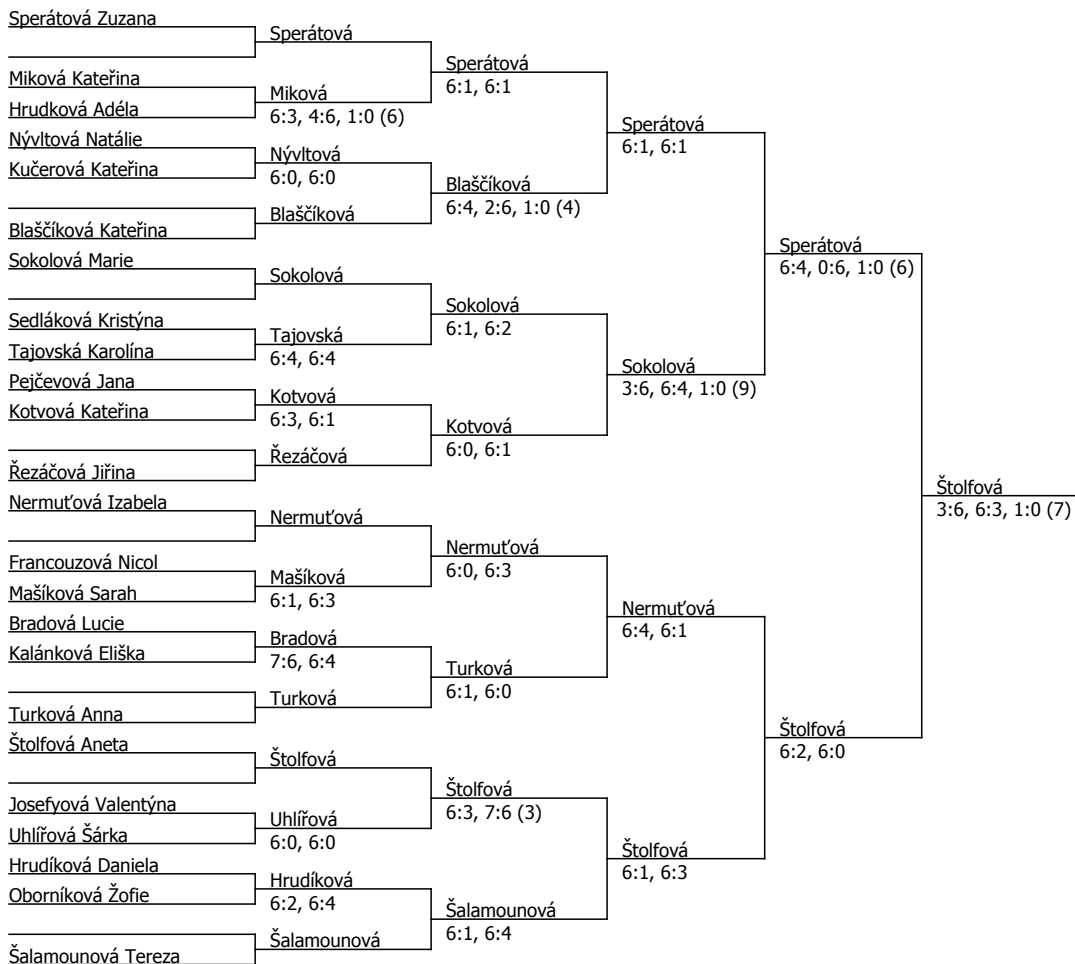 Sperátová Zuzana
Miková Kateřina
Hrudková Adéla
Nývltová Natálie
Kučerová Kateřina
Blaščíková Kateřina
Sokolová Marie
Sedláková Kristýna
Tajovská Karolína
Pejčevová Jana
Kotvová Kateřina
Řezáčová Jiřina
Nermuťová Izabela
Francouzová Nicol
Mašíková Sarah
Bradová Lucie
Kalánková Eliška
Turková Anna
Štolfová Aneta
Josefyová Valentýna
Uhlířová Šárka
Hrudíková Daniela
Oborníková Žofie
Šalamounová Tereza
Sperátová
Miková
6:3, 4:6, 1:0 (6)
Nývltová
6:0, 6:0
Blaščíková
Sokolová
Tajovská
6:4, 6:4
Kotvová
6:3, 6:1
Řezáčová
Nermuťová
Mašíková
6:1, 6:3
Bradová
7:6, 6:4
Turková
Štolfová
Uhlířová
6:0, 6:0
Hrudíková
6:2, 6:4
Šalamounová
Sperátová
6:1, 6:1
Blaščíková
6:4, 2:6, 1:0 (4)
Sokolová
6:1, 6:2
Kotvová
6:0, 6:1
Nermuťová
6:0, 6:3
Turková
6:1, 6:0
Štolfová
6:3, 7:6 (3)
Šalamounová
6:1, 6:4
Sperátová
6:1, 6:1
Sokolová
3:6, 6:4, 1:0 (9)
Nermuťová
6:4, 6:1
Štolfová
6:1, 6:3
Sperátová
6:4, 0:6, 1:0 (6)
Štolfová
6:2, 6:0
Štolfová
3:6, 6:3, 1:0 (7)